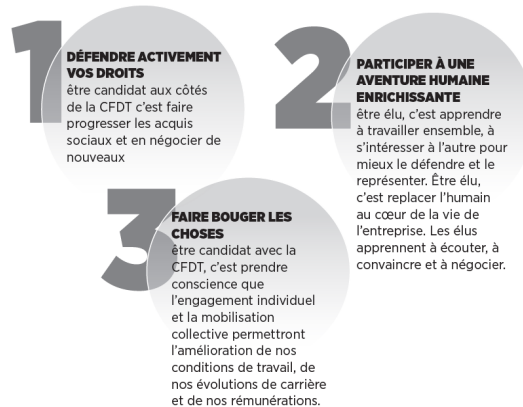 1
DÉFENDRE ACTIVEMENT
VOS DROITS
être candidat aux côtés
de la CFDT c'est faire
progresser les acquis
sociaux et en négocier de
nouveaux
2
PARTICIPER À UNE
AVENTURE HUMAINE
ENRICHISSANTE
être élu, c'est apprendre
à travailler ensemble, à
s'intéresser à l'autre pour
mieux le défendre et le
représenter. Être élu,
c'est replacer l'humain
au cœur de la vie de
l'entreprise. Les élus
apprennent à écouter, à
convaincre et à négocier.
3
FAIRE BOUGER LES
CHOSES
être candidat avec la
CFDT, c'est prendre
conscience que
l'engagement individuel
et la mobilisation
collective permettront
l'amélioration de nos
conditions de travail, de
nos évolutions de carrière
et de nos rémunérations.